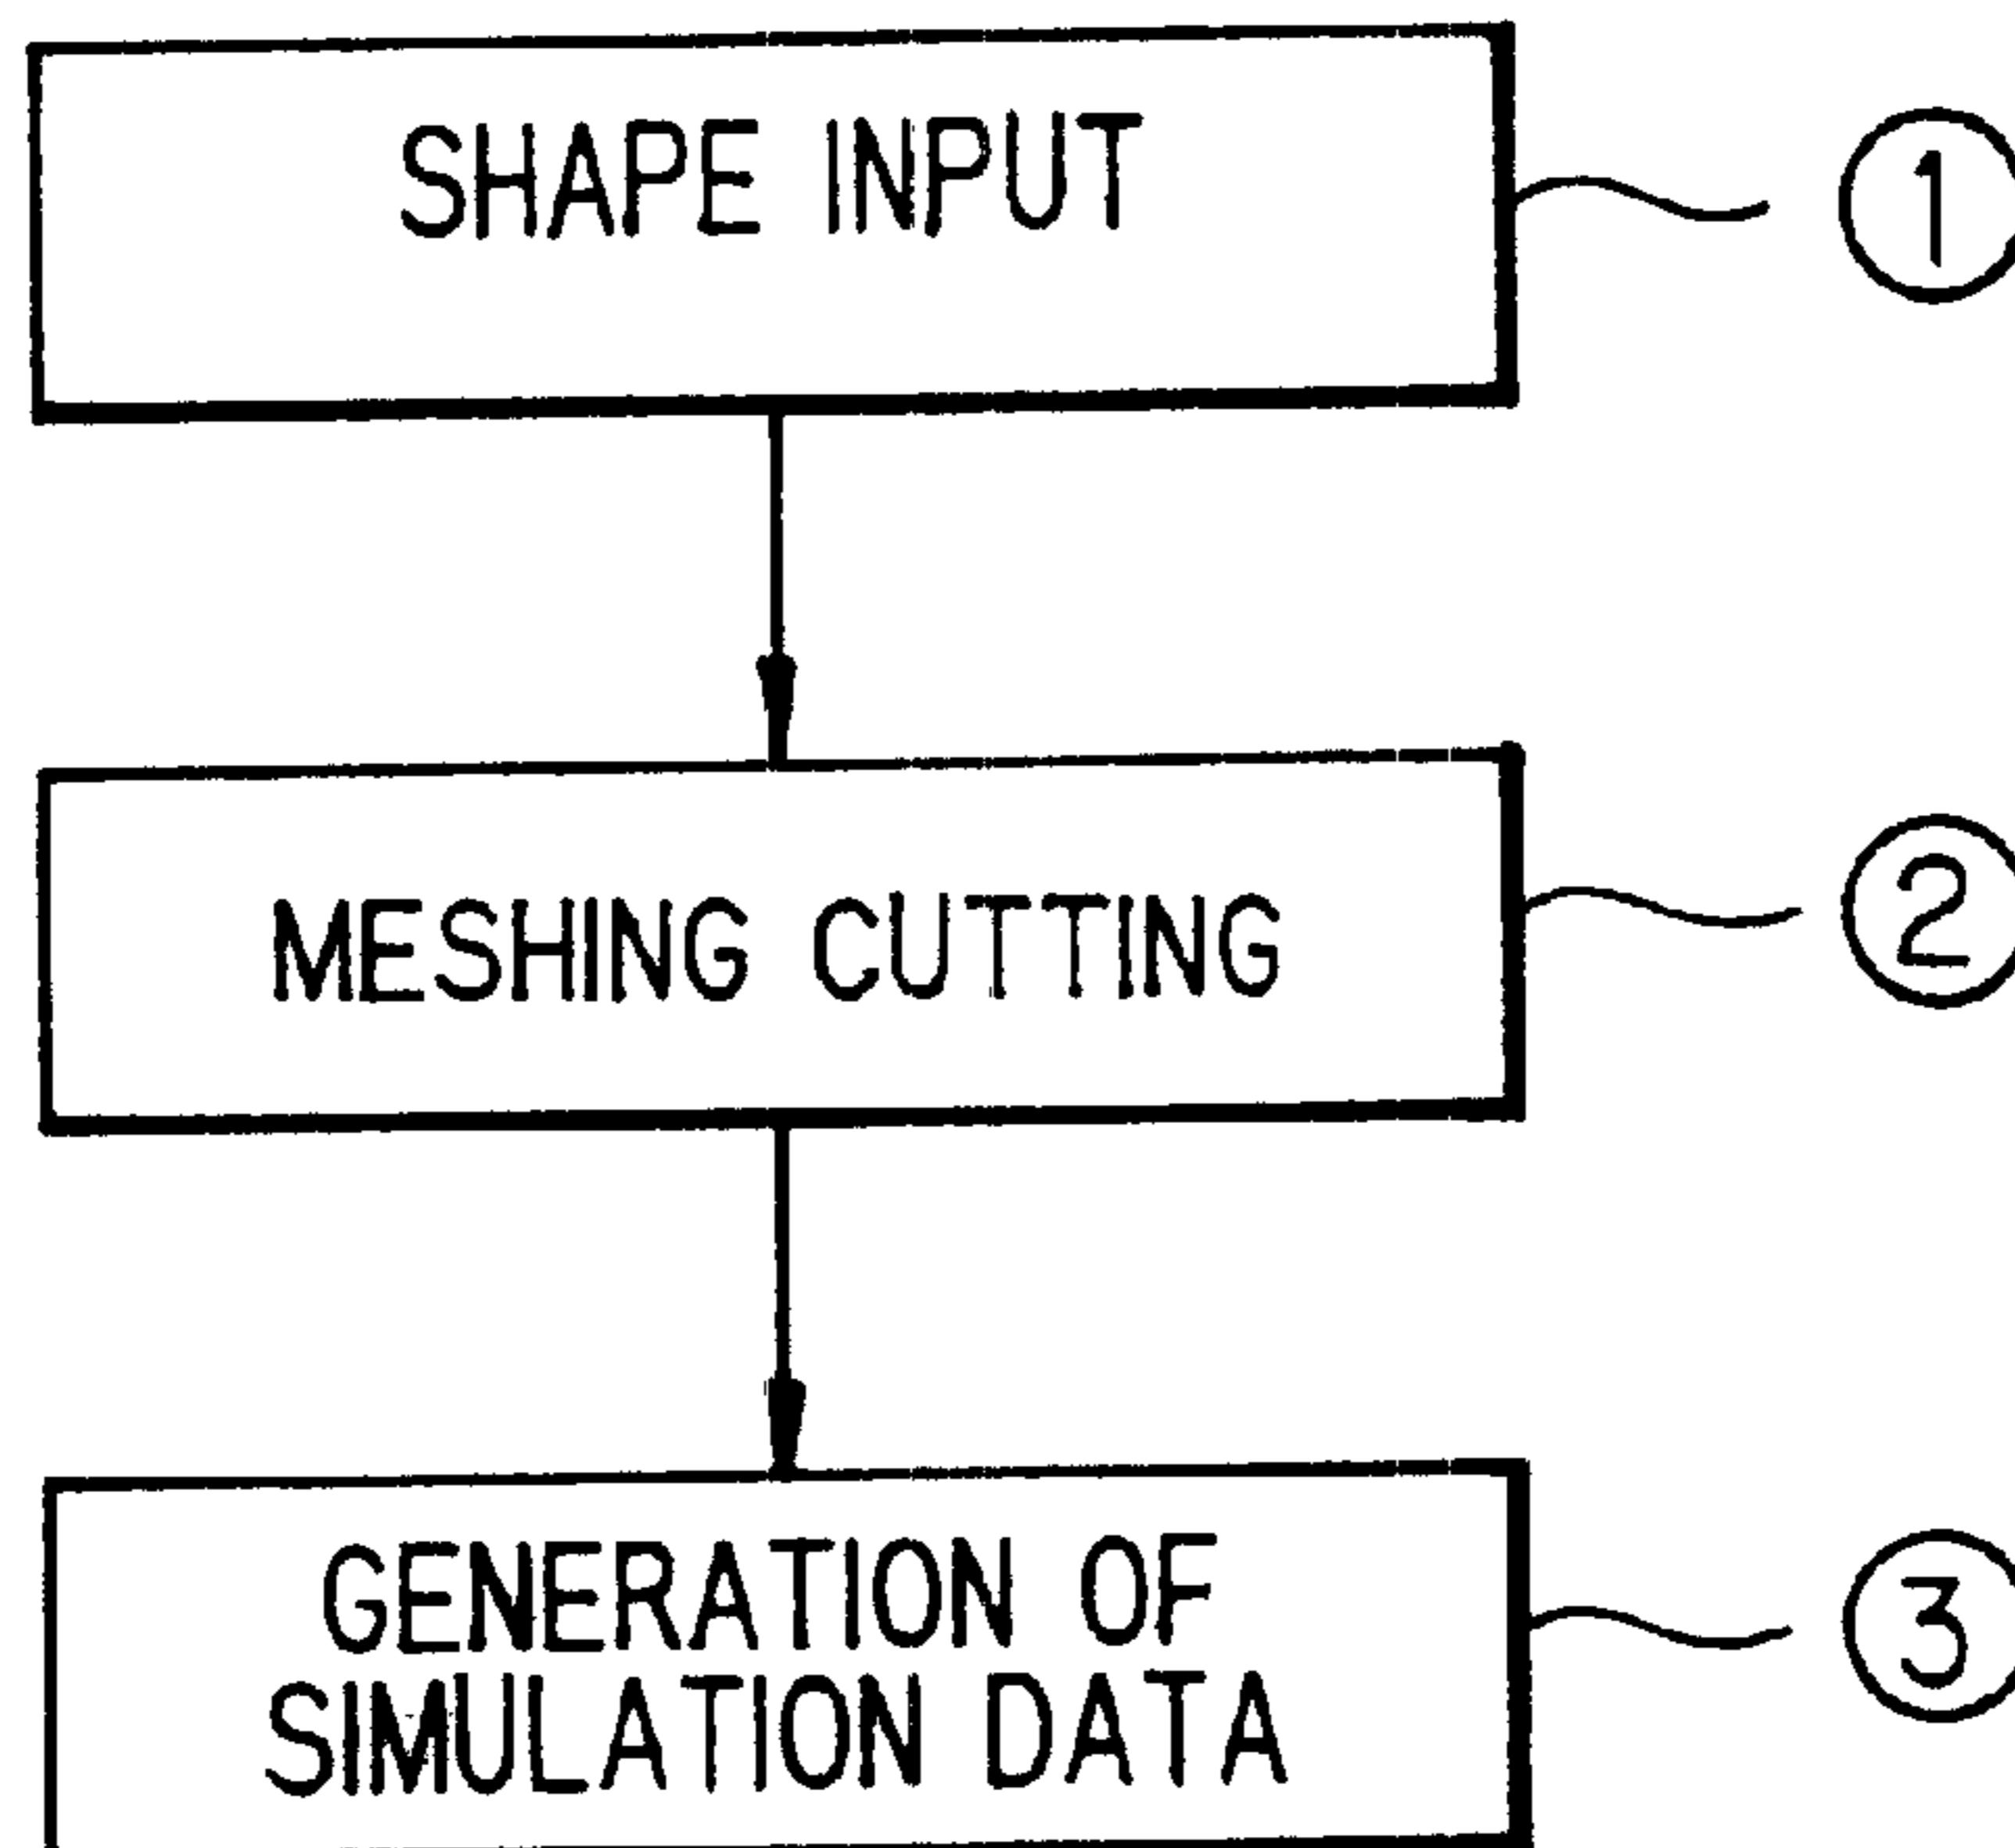 SHAPE INPUT
①
MESHING CUTTING
②
GENERATION OF
SIMULATION DATA
③